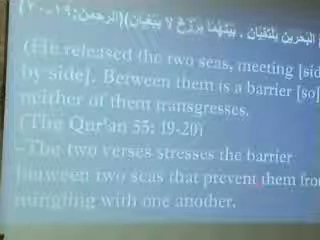 البحرين يلتقيان . بينهما برزخ لا يبغيان)(الرحمن:١٩-٢٠)
(He released the two seas, meeting [sid
by side]. Between them is a barrier [so]
neither of them transgresses.
(The Qur'an 55: 19-20)
-The two verses stresses the barrier
between two seas that prevent them fro
mingling with one another.